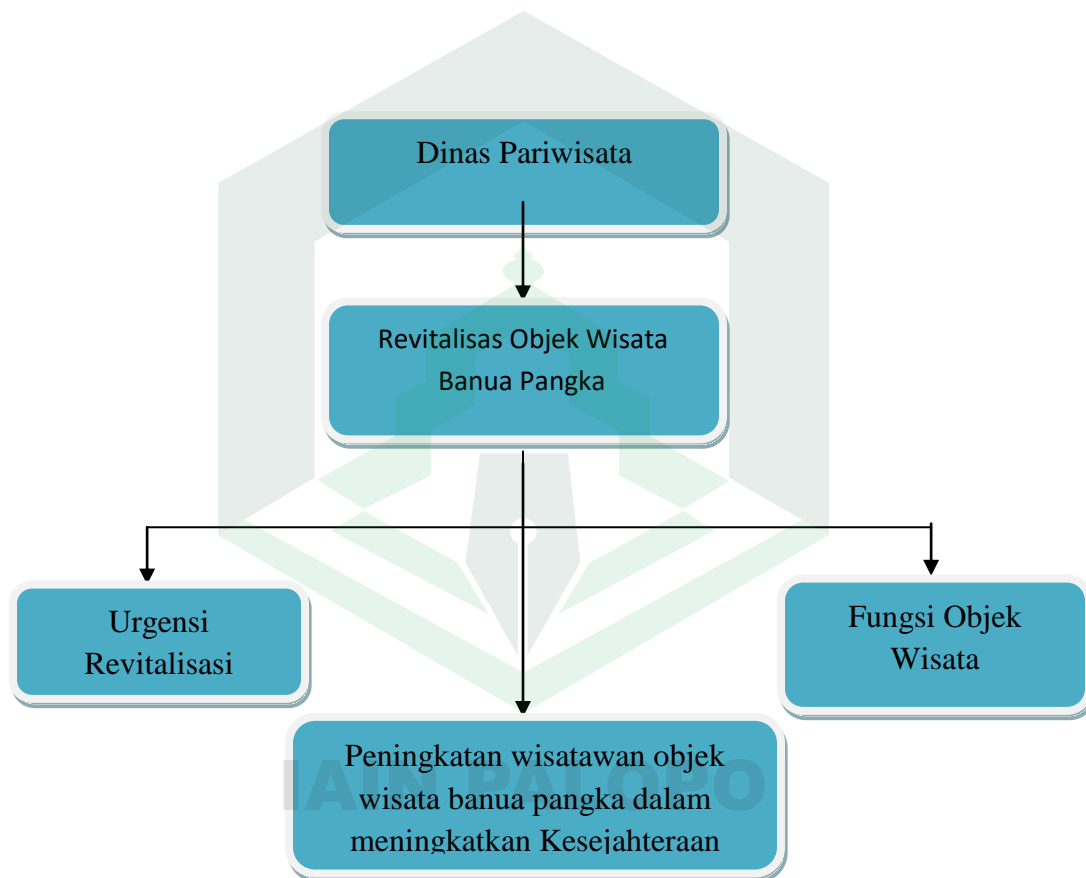 Dinas Pariwisata
Revitalisas Objek Wisata
Banua Pangka
Urgensi
Revitalisasi
Fungsi Objek
Wisata
Peningkatan wisatawan objek
wisata banua pangka dalam
meningkatkan Kesejahteraan
IAIN PALOPO